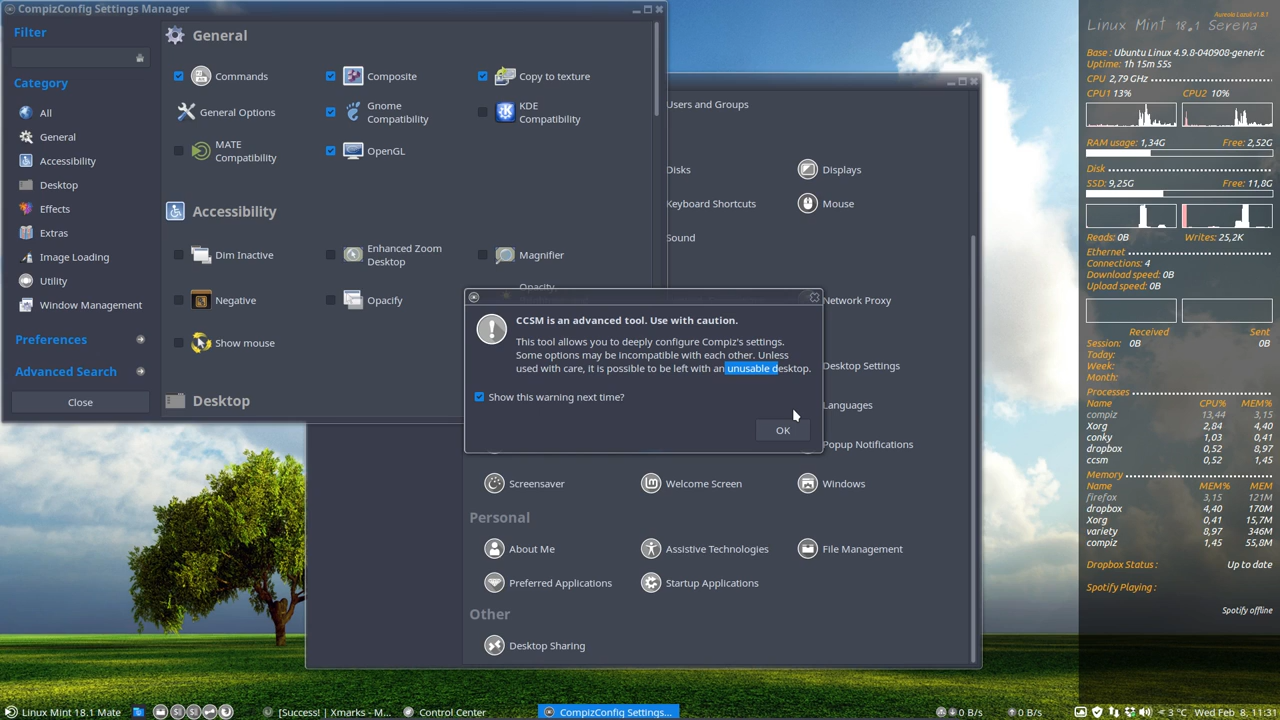 CompizConfig Settings Manager
Filter
Category
All
General
Accessibility
Desktop
Effects
Extras
Image Loading
Utility
Window Management
Preferences
Advanced Search
Close
General
Commands
Composite
Copy to texture
General Options
Gnome
Compatibility
KDE
Compatibility
MATE
Compatibility
OpenGL
Accessibility
Dim Inactive
Enhanced Zoom
Desktop
Magnifier
Negative
Opacify
Opacity
Show mouse
Desktop
CCSM is an advanced tool. Use with caution.
This tool allows you to deeply configure Compiz's settings.
Some options may be incompatible with each other. Unless
used with care, it is possible to be left with an unusable desktop.
Show this warning next time?
OK
Users and Groups
Disks
Displays
Keyboard Shortcuts
Mouse
Sound
Network Proxy
Desktop Settings
Languages
Popup Notifications
Screensaver
Welcome Screen
Windows
Personal
About Me
Assistive Technologies
File Management
Preferred Applications
Startup Applications
Other
Desktop Sharing
Aureola Lazuli v1.8.1
Linux Mint 18.1 Serena
Base : Ubuntu Linux 4.9.8-040908-generic
Uptime: 1h 15m 55s
CPU 2,79 GHz
CPU1 13% CPU2 10%
RAM usage: 1,34G Free: 2,52G
Disk
SSD: 9,25G Free: 11,8G
Reads: 0B Writes: 25,2K
Ethernet
Connections: 4
Download speed: 0B
Upload speed: 0B
Received Sent
Session: 0B 0B
Today:
Week:
Month:
Processes
Name CPU% MEM%
compiz 13,44 3,15
Xorg 2,84 4,40
conky 1,03 0,41
dropbox 0,52 8,97
ccsm 0,52 1,45
Memory
Name MEM% MEM
firefox 3,15 121M
dropbox 4,40 170M
Xorg 0,41 15,7M
variety 8,97 346M
compiz 1,45 55,8M
Dropbox Status : Up to date
Spotify Playing :
Spotify offline
Linux Mint 18.1 Mate
[Success! | Xmarks - M...
Control Center
CompizConfig Settings...
0 B/s
0 B/s
< 3 °C
Wed Feb 8, 11:31